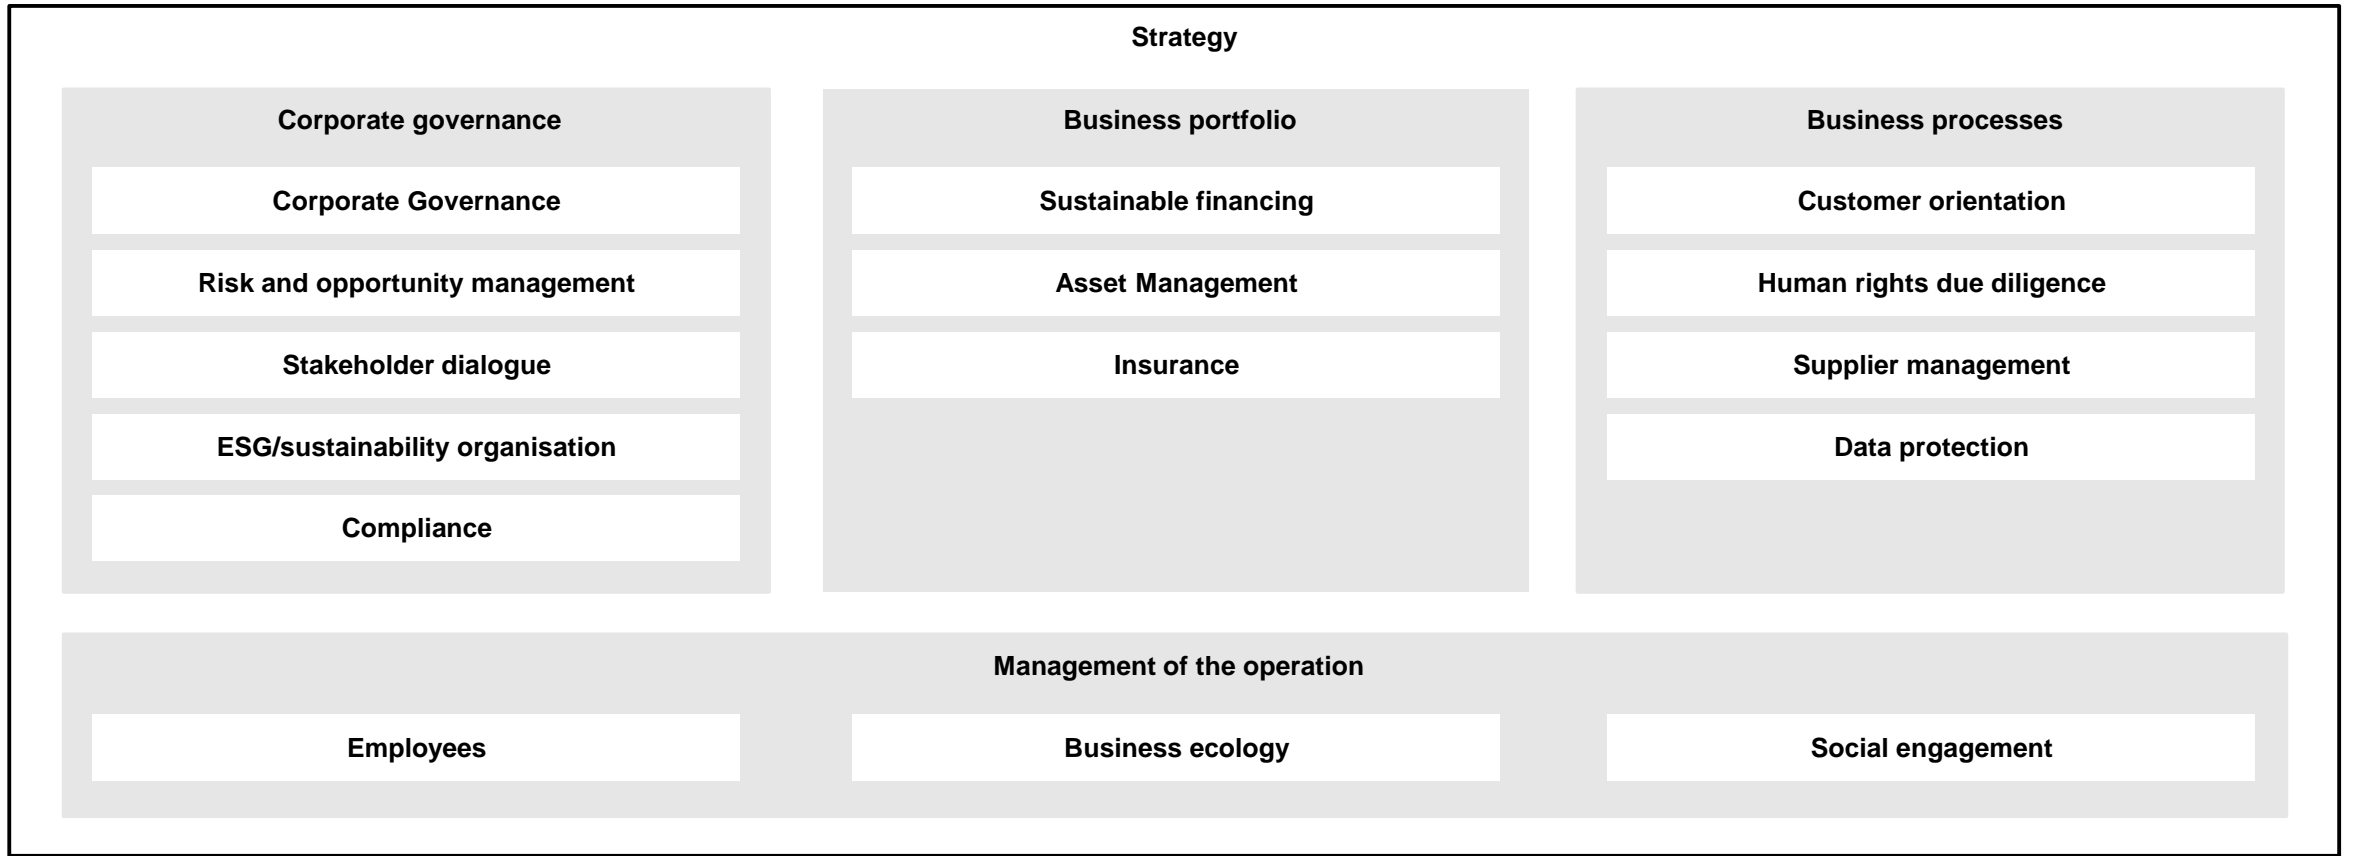 Strategy
Corporate governance
Corporate Governance
Risk and opportunity management
Stakeholder dialogue
ESG/sustainability organisation
Compliance
Business portfolio
Sustainable financing
Asset Management
Insurance
Business processes
Customer orientation
Human rights due diligence
Supplier management
Data protection
Management of the operation
Employees
Business ecology
Social engagement